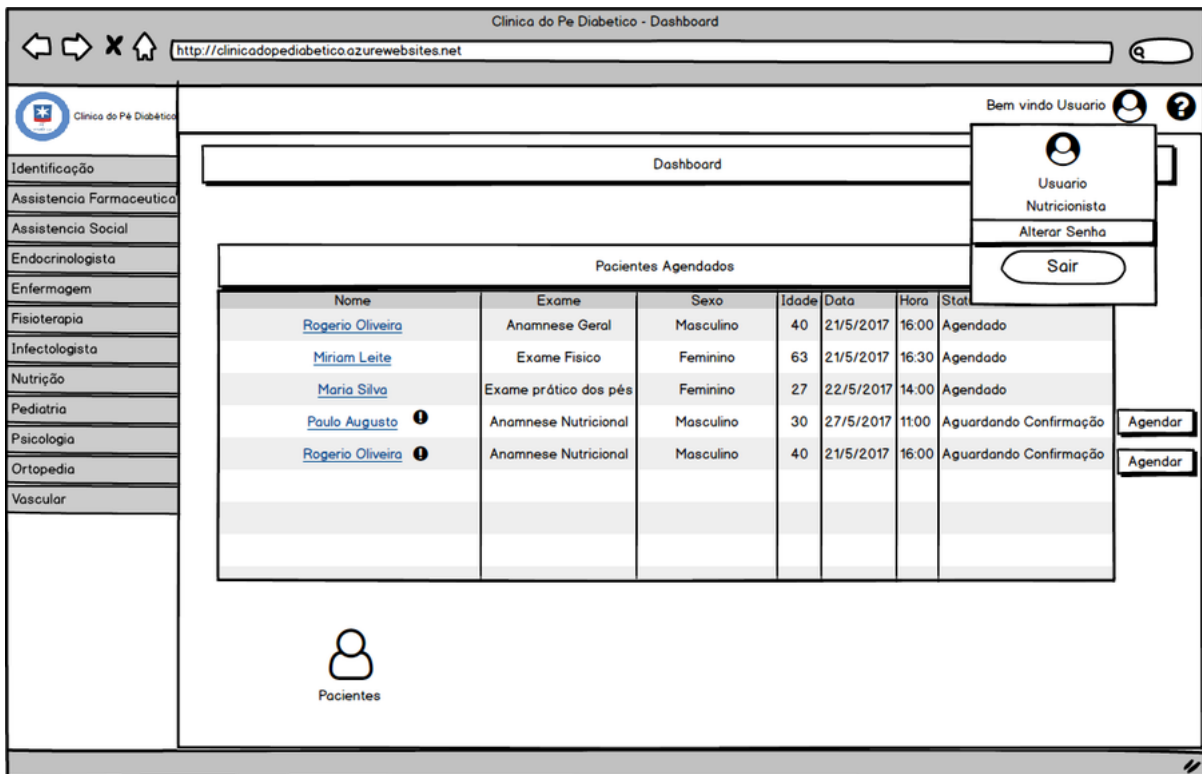 Clinica do Pe Diabetico - Dashboard
http://clinicadopediabetico.azurewebsites.net
Clinica do Pé Diabético
Bem vindo Usuario
Usuario
Nutricionista
Alterar Senha
Sair
Identificação
Assistencia Farmaceutica
Assistencia Social
Endocrinologista
Enfermagem
Fisioterapia
Infectologista
Nutrição
Pediatria
Psicologia
Ortopedia
Vascular
Dashboard
Pacientes Agendados
Nome Exame Sexo Idade Data Hora
Rogerio Oliveira Anamnese Geral Masculino 40 21/5/2017 16:00 Agendado
Miriam Leite Exame Fisico Feminino 63 21/5/2017 16:30 Agendado
Maria Silva Exame prático dos pés Feminino 27 22/5/2017 14:00 Agendado
Paulo Augusto Anamnese Nutricional Masculino 30 27/5/2017 11:00 Aguardando Confirmação Agendar
Rogerio Oliveira Anamnese Nutricional Masculino 40 21/5/2017 16:00 Aguardando Confirmação Agendar
Pacientes